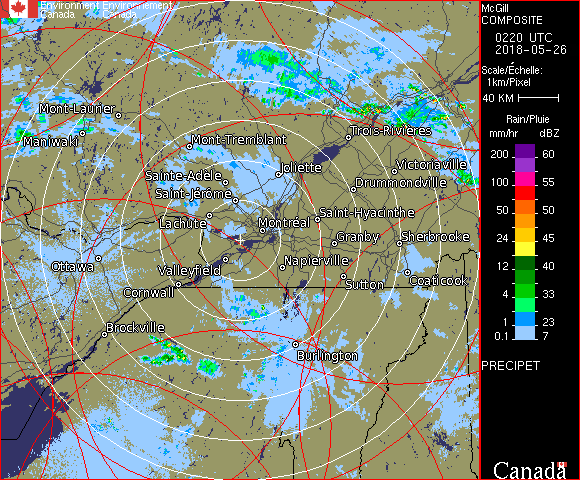 Environment Environnement
Canada Canada
McGill
COMPOSITE
0220 UTC
2018-05-26
Scale/Échelle:
1km/Pixel
40 KM
Rain/Pluie
mm/hr dBZ
200 60
100 55
50 50
24 45
12 40
4 33
1 23
0.1 7
PRECIPET
Canada
Mont-Laurier
Maniwaki
Mont-Tremblant
Trois-Rivières
Sainte-Adèle
Joliette
Victoriaville
Saint-Jérôme
Drummondville
Lachute
Montréal
Saint-Hyacinthe
Granby
Sherbrooke
Ottawa
Valleyfield
Napierville
Cornwall
Sutton
Coaticook
Brockville
Burlington